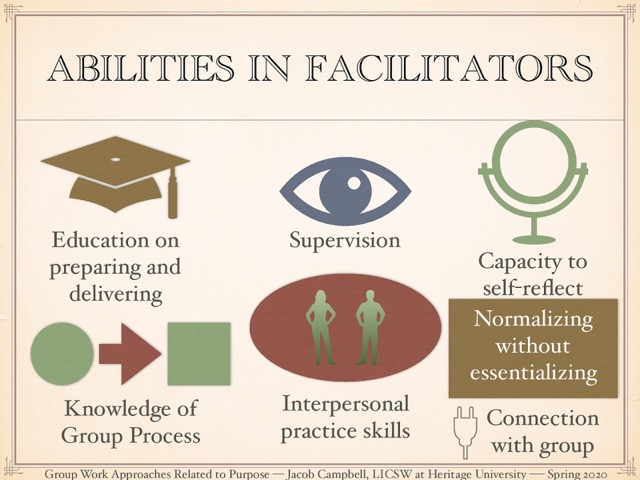 ABILITIES IN FACILITATORS
Education on
preparing and
delivering
Supervision
Capacity to
self-reflect
Knowledge of
Group Process
Interpersonal
practice skills
Normalizing
without
essentializing
Connection
with group
Group Work Approaches Related to Purpose — Jacob Campbell, LICSW at Heritage University — Spring 2020